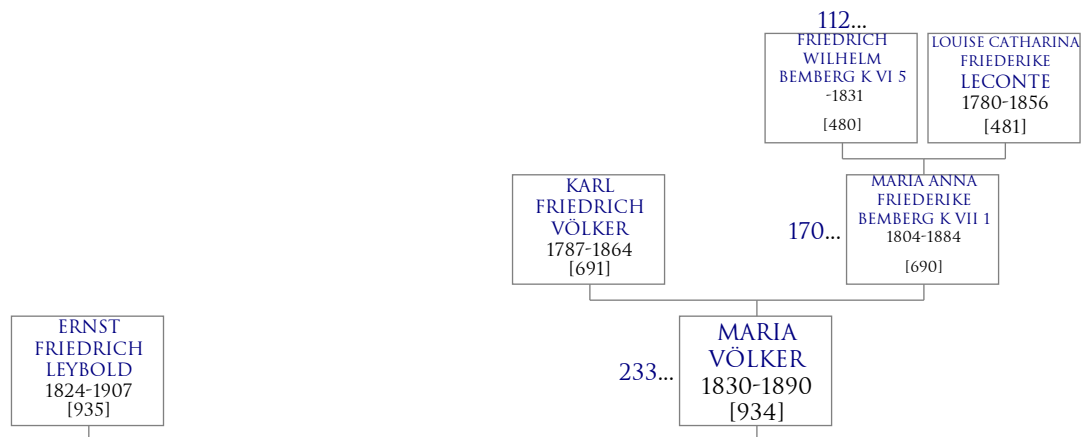 112...
FRIEDRICH
WILHELM
BEMBERG K VI 5
-1831
[480]
LOUISE CATHARINA
FRIEDERIKE
LECONTE
1780-1856
[481]
KARL
FRIEDRICH
VÖLKER
1787-1864
[691]
170...
MARIA ANNA
FRIEDERIKE
BEMBERG K VII 1
1804-1884
[690]
ERNST
FRIEDRICH
LEYBOLD
1824-1907
[935]
233...
MARIA
VÖLKER
1830-1890
[934]